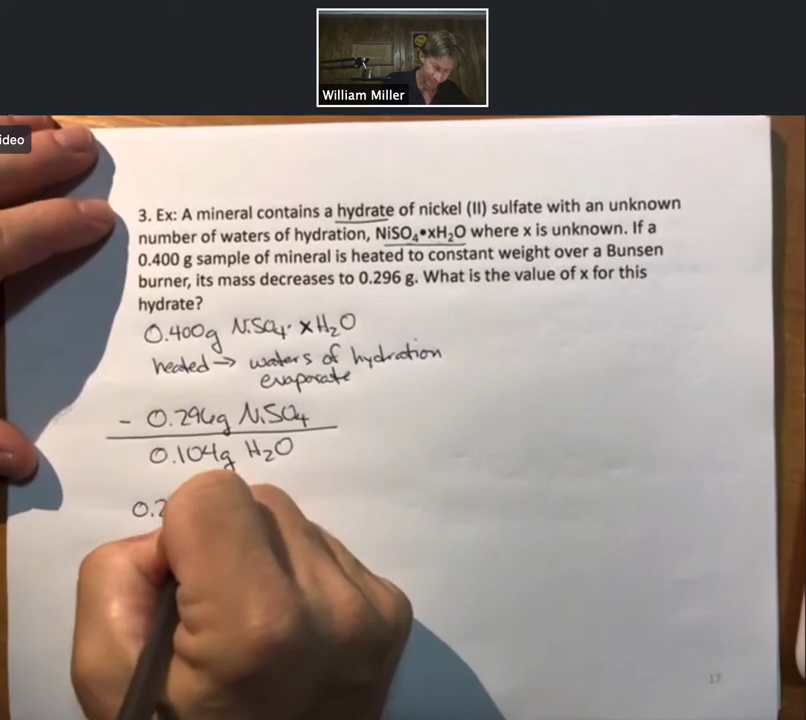 William Miller
ideo
3. Ex: A mineral contains a hydrate of nickel (II) sulfate with an unknown
number of waters of hydration, NiSO₄•xH₂O where x is unknown. If a
0.400 g sample of mineral is heated to constant weight over a Bunsen
burner, its mass decreases to 0.296 g. What is the value of x for this
hydrate?
0.400g NiSO₄· xH₂O
heated → waters of hydration
evaporate
- 0.296g NiSO₄
0.104g H₂O
0.2
17